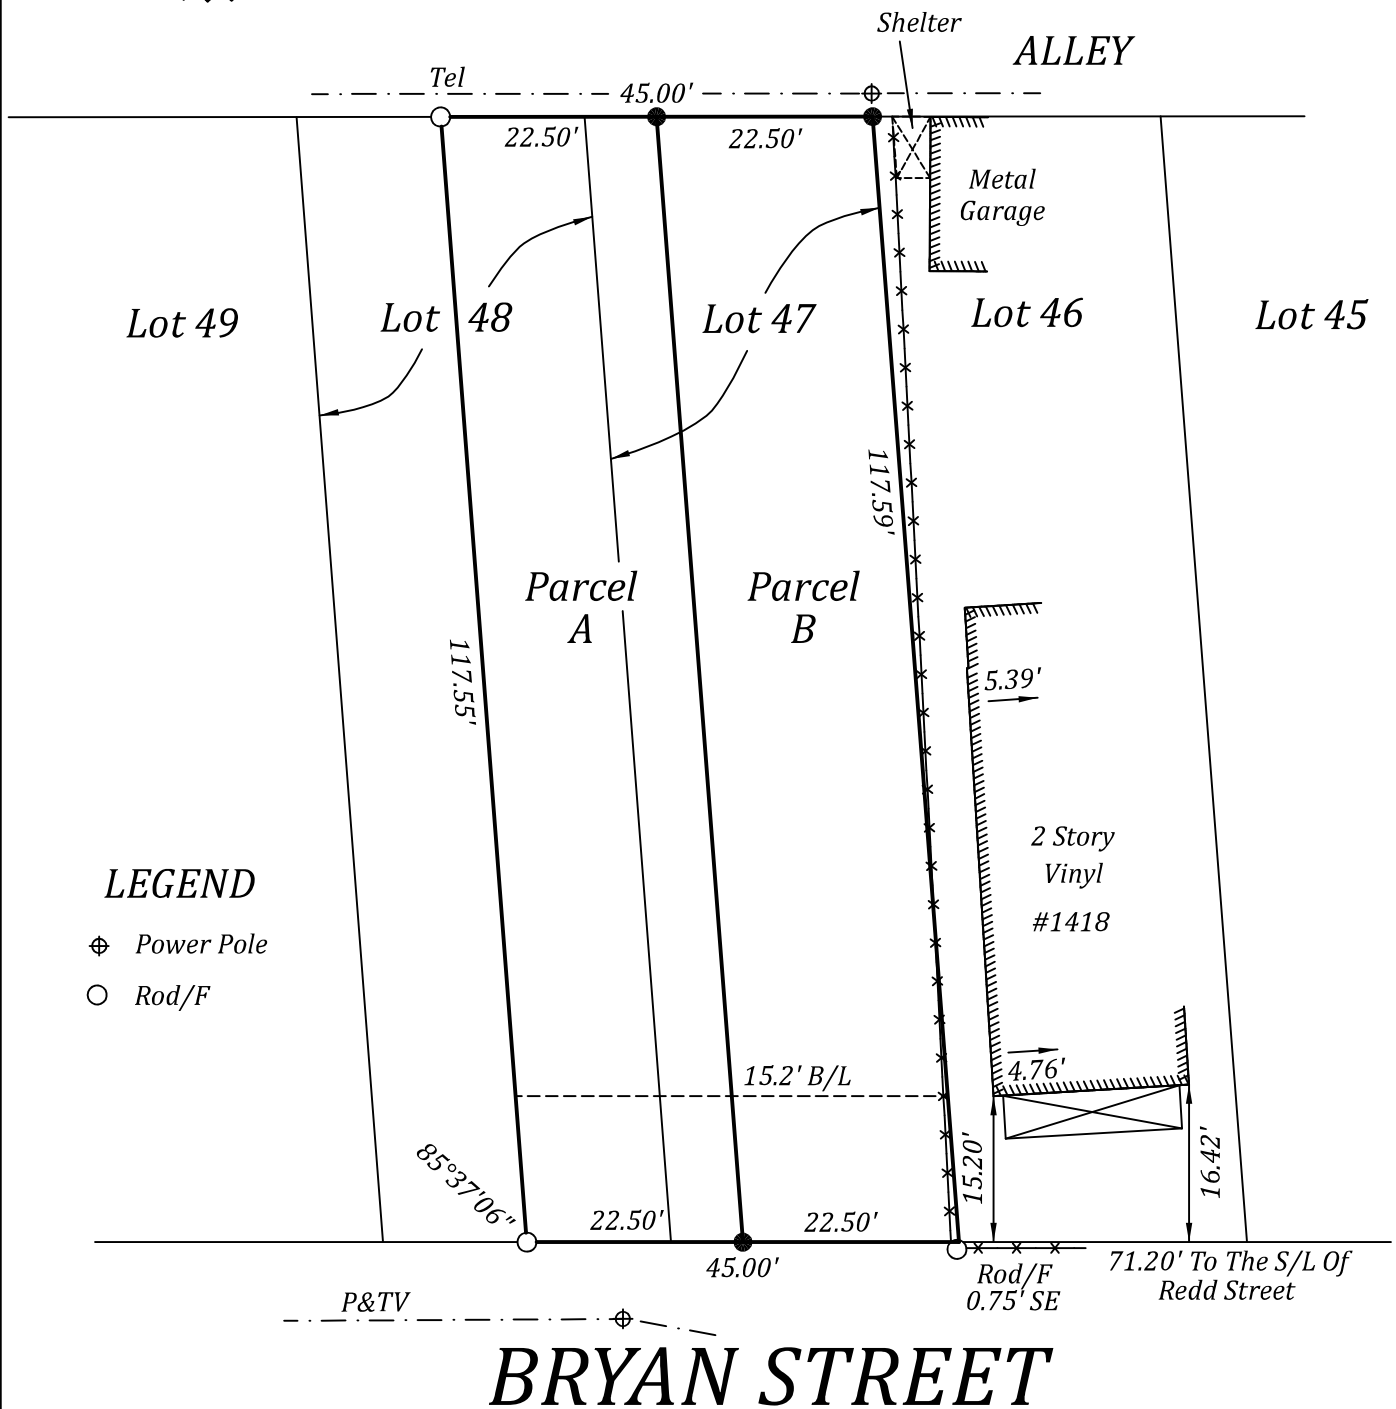 Shelter
ALLEY
Tel
45.00'
22.50'
22.50'
Metal
Garage
Lot 49
Lot 48
Lot 47
Lot 46
Lot 45
117.59'
Parcel
A
Parcel
B
117.55'
5.39'
2 Story
Vinyl
#1418
LEGEND
Power Pole
Rod/F
4.76'
15.2' B/L
85°37'06"
15.20'
16.42'
22.50'
22.50'
45.00'
Rod/F
0.75' SE
71.20' To The S/L Of
Redd Street
P&TV
BRYAN STREET